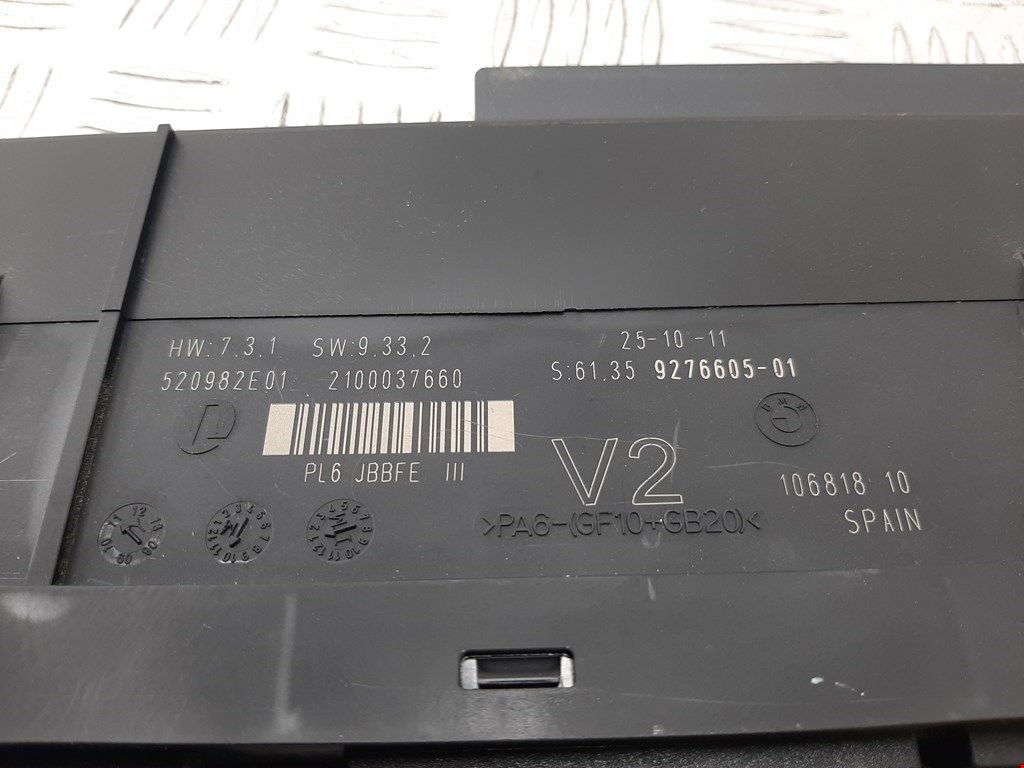 HW:7.3.1 SW:9.33.2 25-10-11
520982E01 2100037660 S:61.35 9276605-01
BMW
PL6 JBBFE III
V2
106818 10
SPAIN
>PA6-(GF10+GB20)<